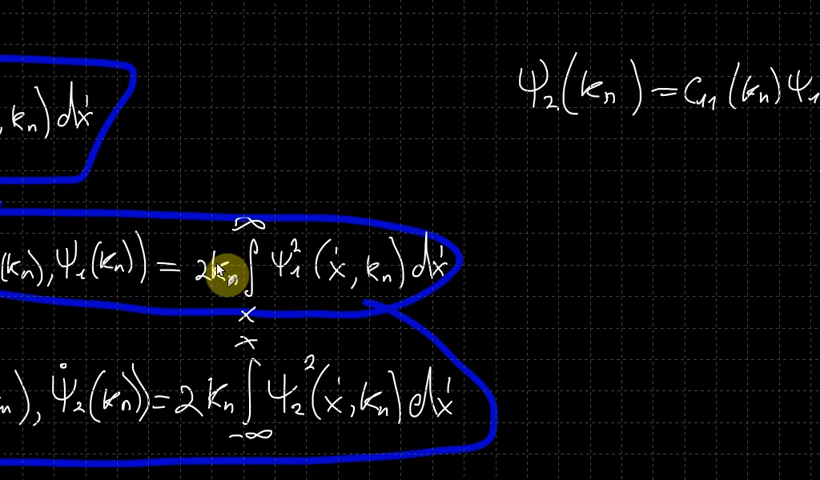 , kₙ) dx'
ψ₂(kₙ) = c₁₁(kₙ) ψ₁
(kₙ), ψ₁(kₙ)) = 2kₙ ∫ₓ^∞ ψ₁²(x', kₙ) dx'
ₙ), ψ̇₂(kₙ)) = 2kₙ ∫₋∞^x ψ₂²(x', kₙ) dx'